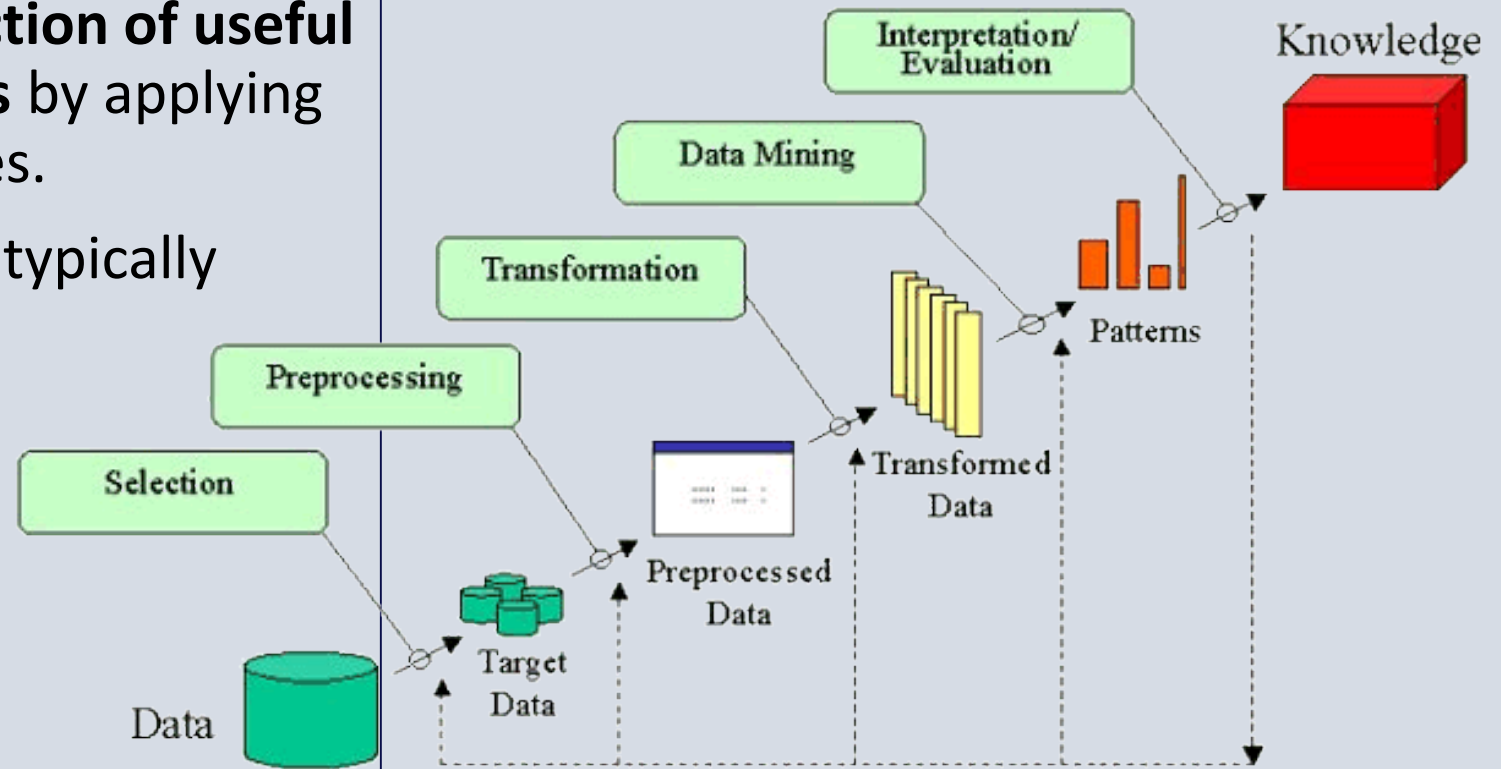 ction of useful
s by applying
es.
typically
Interpretation/
Evaluation
Knowledge
Data Mining
Transformation
Patterns
Preprocessing
Transformed
Data
Selection
Preprocessed
Data
Target
Data
Data